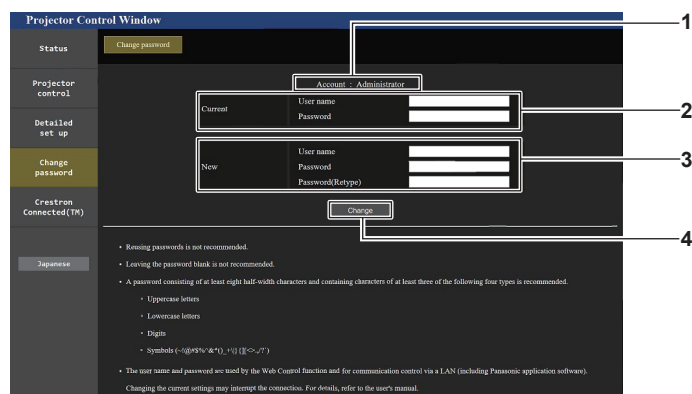 Projector Control Window
1
Status
Change password
Projector
control
Account : Administrator
Current
User name
Password
2
Detailed
set up
New
User name
Password
Password(Retype)
3
Change
password
Crestron
Connected(TM)
Change
4
Japanese
• Reusing passwords is not recommended.
• Leaving the password blank is not recommended.
• A password consisting of at least eight half-width characters and containing characters of at least three of the following four types is recommended.
◦ Uppercase letters
◦ Lowercase letters
◦ Digits
◦ Symbols (~!@#$%^&*()_+\|{}[]<>.,/?`)
• The user name and password are used by the Web Control function and for communication control via a LAN (including Panasonic application software).
Changing the current settings may interrupt the connection. For details, refer to the user's manual.